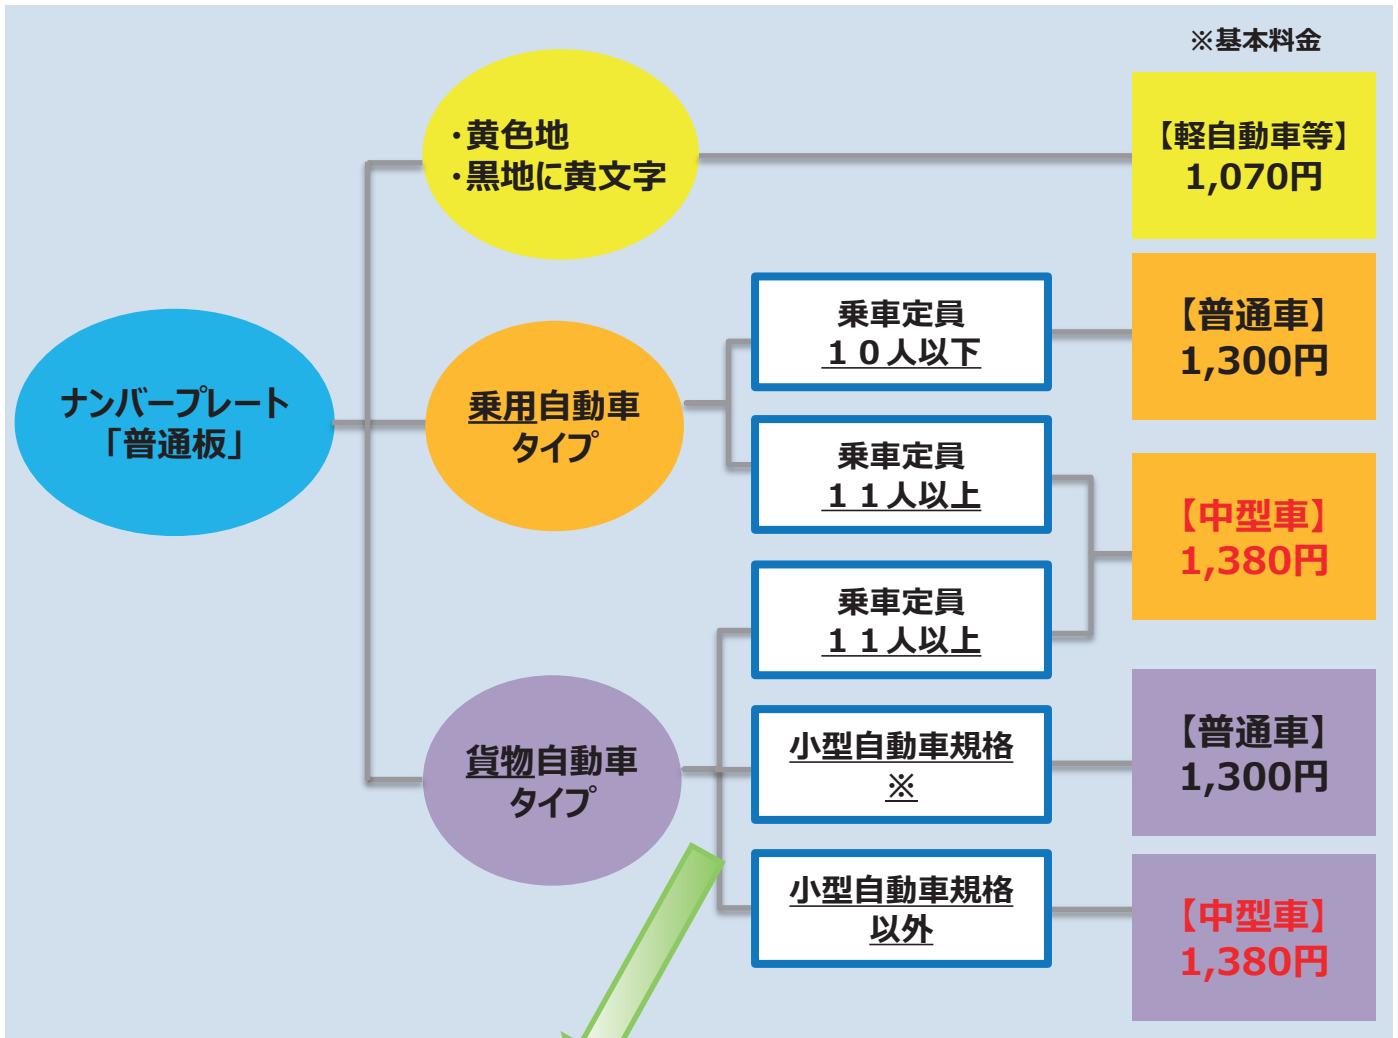 ※基本料金
・黄色地
・黒地に黄文字
【軽自動車等】
1,070円
ナンバープレート
「普通板」
乗用自動車
タイプ
乗車定員
１０人以下
【普通車】
1,300円
乗車定員
１１人以上
【中型車】
1,380円
乗車定員
１１人以上
貨物自動車
タイプ
小型自動車規格
※
【普通車】
1,300円
小型自動車規格
以外
【中型車】
1,380円